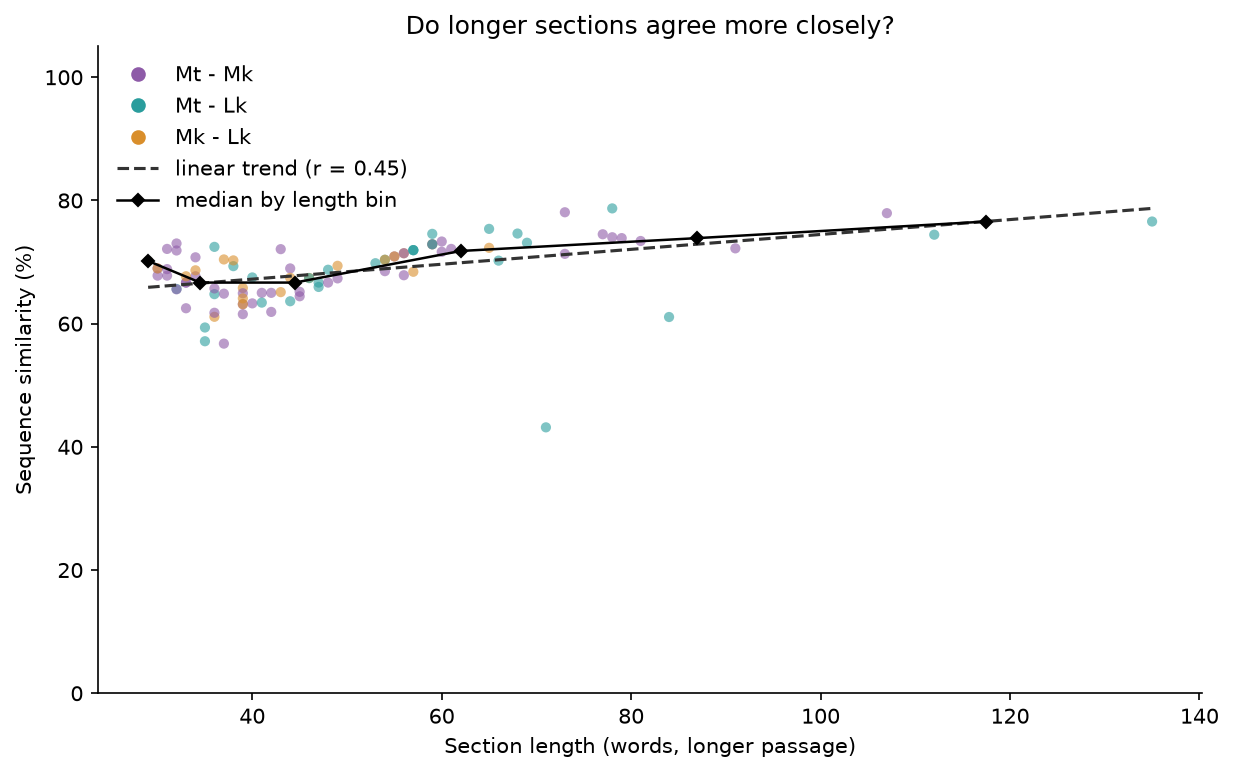 Do longer sections agree more closely?
Mt - Mk
Mt - Lk
Mk - Lk
linear trend (r = 0.45)
median by length bin
100
80
60
40
20
0
Sequence similarity (%)
40 60 80 100 120 140
Section length (words, longer passage)